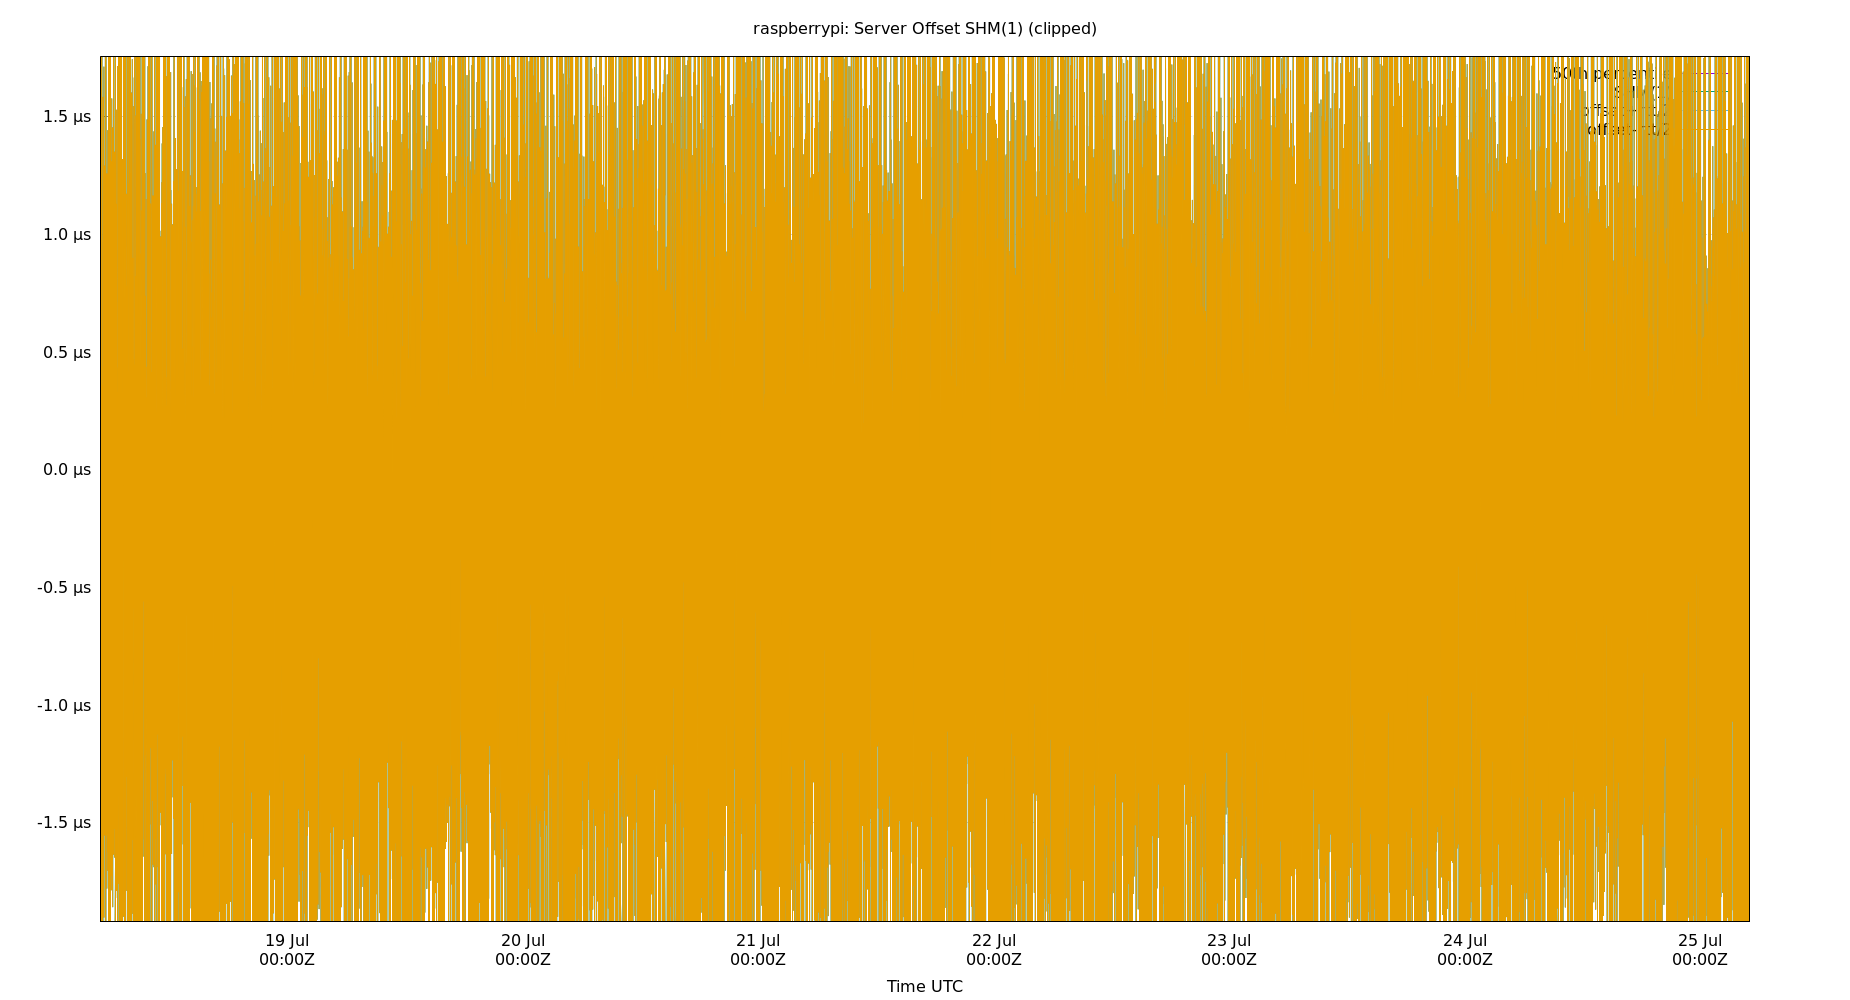 raspberrypi: Server Offset SHM(1) (clipped)
50th
1.5 µs
1.0 µs
0.5 µs
0.0 µs
-0.5 µs
-1.0 µs
-1.5 µs
19 Jul 20 Jul 21 Jul 22 Jul 23 Jul 24 Jul 25 Jul
00:00Z 00:00Z 00:00Z 00:00Z 00:00Z 00:00Z 00:00Z
Time UTC